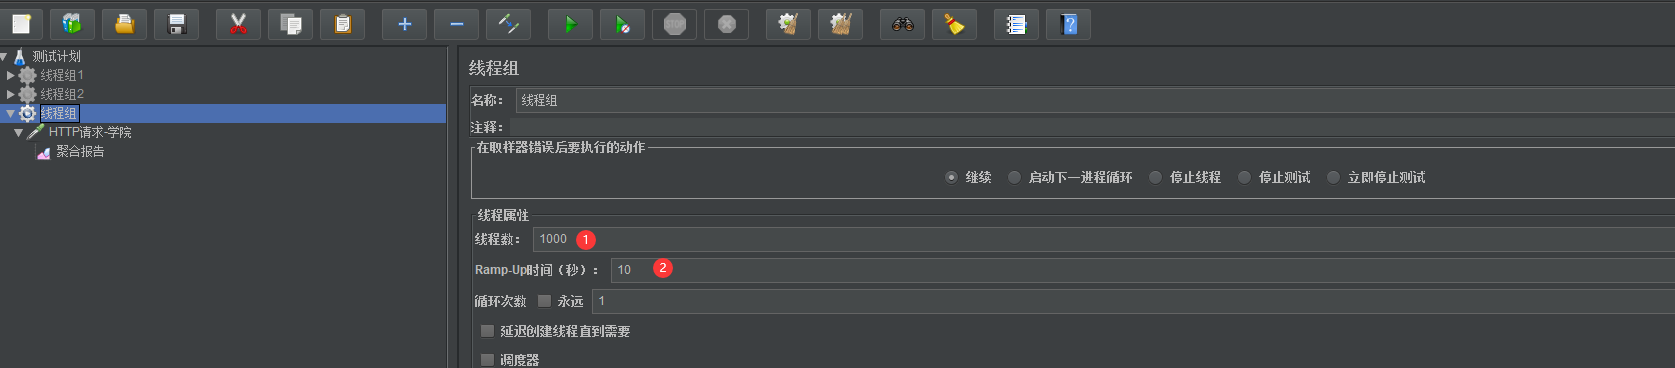 STOP
测试计划
线程组1
线程组2
线程组
HTTP请求-学院
聚合报告
线程组
名称： 线程组
注释：
在取样器错误后要执行的动作
继续 启动下一进程循环 停止线程 停止测试 立即停止测试
线程属性
线程数： 1000 1
Ramp-Up时间（秒）： 10 2
循环次数 永远 1
延迟创建线程直到需要
调度器